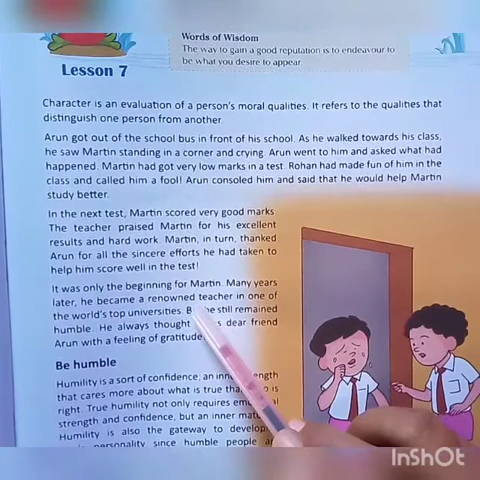 Words of Wisdom
The way to gain a good reputation is to endeavour to
be what you desire to appear
Lesson 7
Character is an evaluation of a person's moral qualities. It refers to the qualities that
distinguish one person from another.
Arun got out of the school bus in front of his school. As he walked towards his class,
he saw Martin standing in a corner and crying. Arun went to him and asked what had
happened. Martin had got very low marks in a test. Rohan had made fun of him in the
class and called him a fool! Arun consoled him and said that he would help Martin
study better.
In the next test, Martin scored very good marks
The teacher praised Martin for his excellent
results and hard work. Martin, in turn, thanked
Arun for all the sincere efforts he had taken to
help him score well in the test!
It was only the beginning for Martin. Many years
later, he became a renowned teacher in one of
the world's top universities. he still remained
humble. He always thought dear friend
Arun with a feeling of gratitude.
Be humble
Humility is a sort of confidence; an
that cares more about what is true is
right. True humility not only requires
strength and confidence, but an inner
Humility is also the gateway to
personality since humble people
InShOt